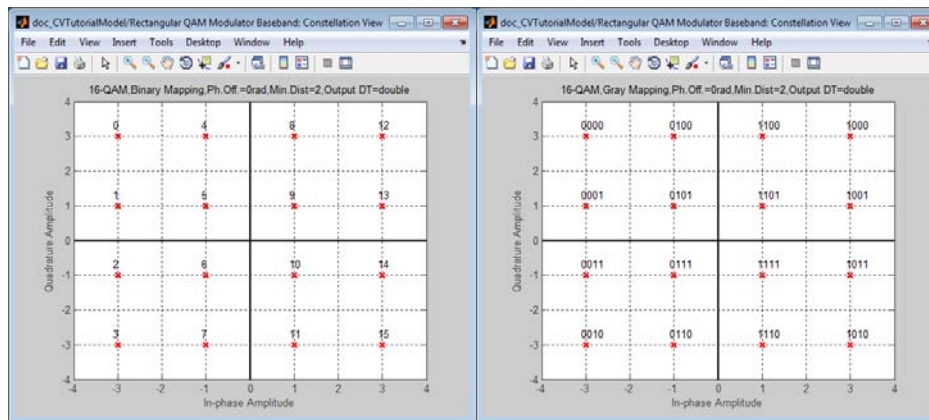 doc_CVTutorialModel/Rectangular QAM Modulator Baseband: Constellation View
File Edit View Insert Tools Desktop Window Help
16-QAM,Binary Mapping,Ph.Off.=0rad,Min.Dist=2,Output DT=double
4
3
2
1
0
-1
-2
-3
-4
Quadrature Amplitude
0 4 8 12
1 5 9 13
2 6 10 14
3 7 11 15
-4 -3 -2 -1 0 1 2 3 4
In-phase Amplitude
doc_CVTutorialModel/Rectangular QAM Modulator Baseband: Constellation View
File Edit View Insert Tools Desktop Window Help
16-QAM,Gray Mapping,Ph.Off.=0rad,Min.Dist=2,Output DT=double
4
3
2
1
0
-1
-2
-3
-4
Quadrature Amplitude
0000 0100 1100 1000
0001 0101 1101 1001
0011 0111 1111 1011
0010 0110 1110 1010
-4 -3 -2 -1 0 1 2 3 4
In-phase Amplitude